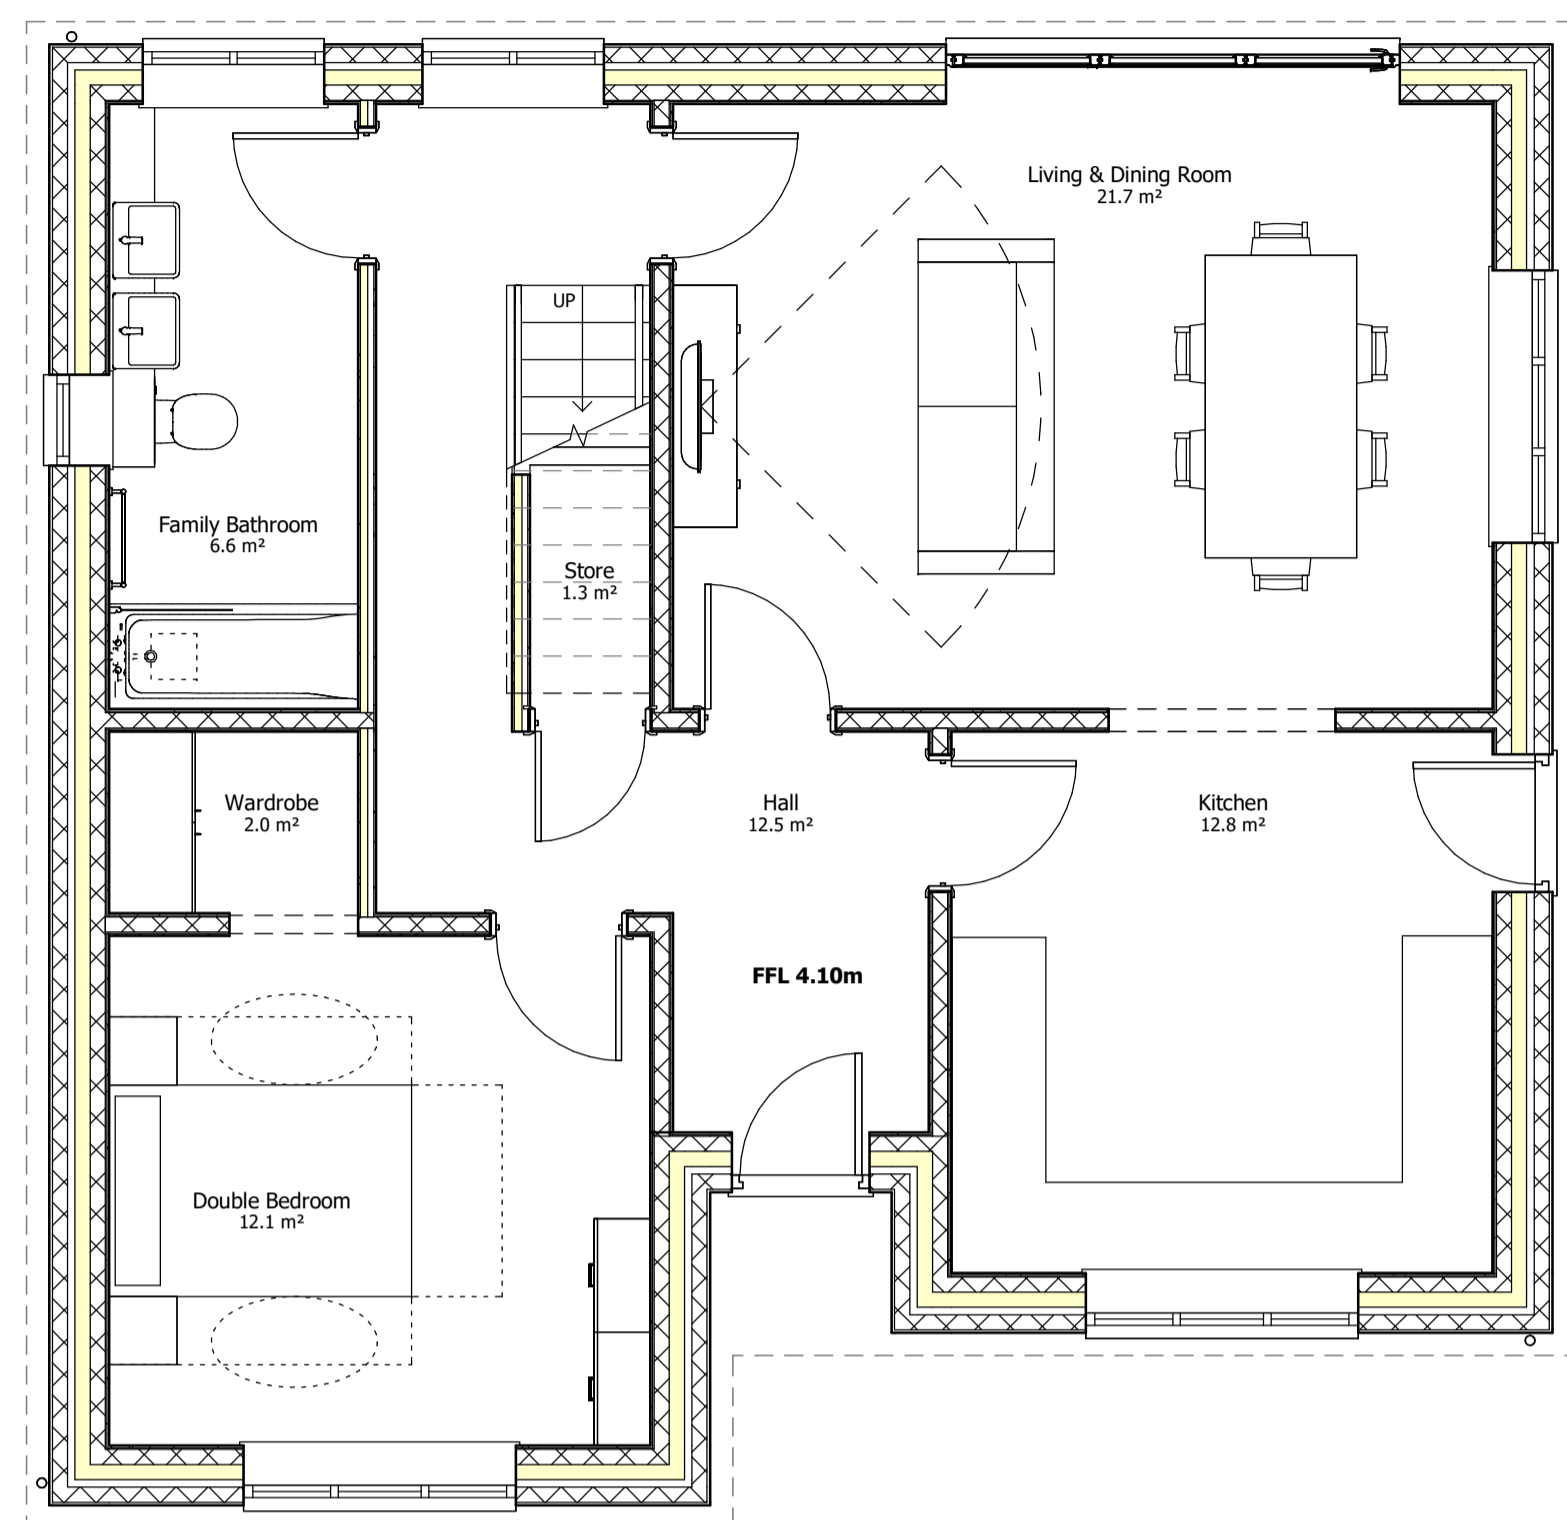 Living & Dining Room
21.7 m²
UP
Family Bathroom
6.6 m²
Store
1.3 m²
Wardrobe
2.0 m²
Hall
12.5 m²
Kitchen
12.8 m²
FFL 4.10m
Double Bedroom
12.1 m²